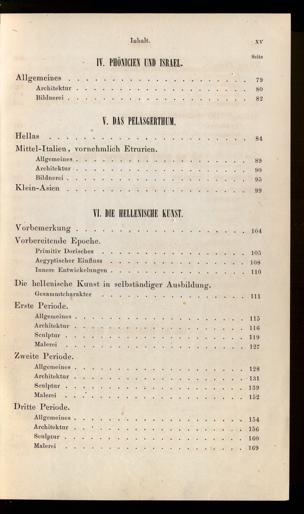 Inhalt. XV
Seite
IV. PHÖNICIEN UND ISRAEL.
Allgemeines . . . . . . . . . . . . . . . . 79
Architektur . . . . . . . . . . . . . . . . 80
Bildnerei . . . . . . . . . . . . . . . . 82
V. DAS PELASGERTHUM.
Hellas . . . . . . . . . . . . . . . . 84
Mittel-Italien, vornehmlich Etrurien.
Allgemeines . . . . . . . . . . . . . . . . 89
Architektur . . . . . . . . . . . . . . . . 90
Bildnerei . . . . . . . . . . . . . . . . 95
Klein-Asien . . . . . . . . . . . . . . . . 99
VI. DIE HELLENISCHE KUNST.
Vorbemerkung . . . . . . . . . . . . . . . . 104
Vorbereitende Epoche.
Primitiv Dorisches . . . . . . . . . . . . . . . . 105
Aegyptischer Einfluss . . . . . . . . . . . . . . . . 108
Innere Entwickelungen . . . . . . . . . . . . . . . . 110
Die hellenische Kunst in selbständiger Ausbildung.
Gesammtcharakter . . . . . . . . . . . . . . . . 111
Erste Periode.
Allgemeines . . . . . . . . . . . . . . . . 115
Architektur . . . . . . . . . . . . . . . . 116
Sculptur . . . . . . . . . . . . . . . . 119
Malerei . . . . . . . . . . . . . . . . 127
Zweite Periode.
Allgemeines . . . . . . . . . . . . . . . . 128
Architektur . . . . . . . . . . . . . . . . 131
Sculptur . . . . . . . . . . . . . . . . 139
Malerei . . . . . . . . . . . . . . . . 152
Dritte Periode.
Allgemeines . . . . . . . . . . . . . . . . 154
Architektur . . . . . . . . . . . . . . . . 156
Sculptur . . . . . . . . . . . . . . . . 160
Malerei . . . . . . . . . . . . . . . . 169